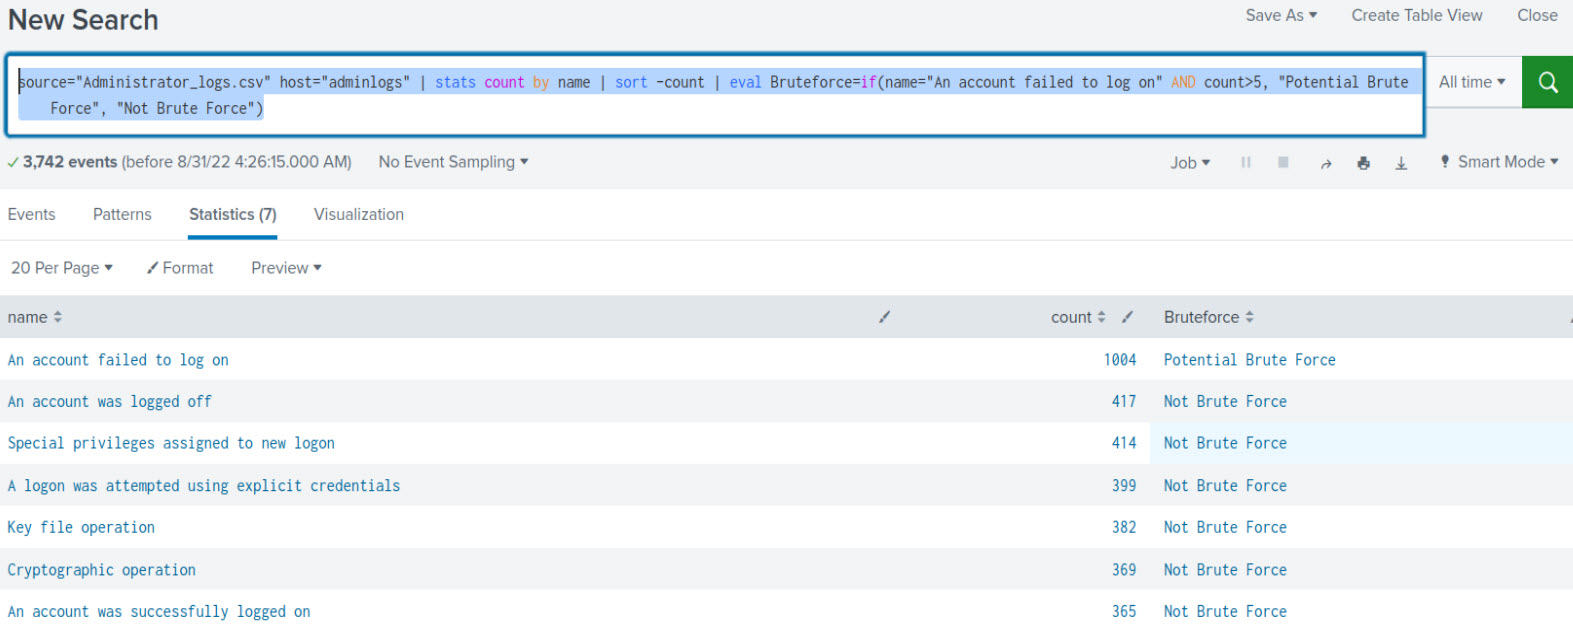 New Search
Save As Create Table View Close
source="Administrator_logs.csv" host="adminlogs" | stats count by name | sort -count | eval Bruteforce=if(name="An account failed to log on" AND count>5, "Potential Brute
Force", "Not Brute Force")
All time
3,742 events (before 8/31/22 4:26:15.000 AM) No Event Sampling
Job Smart Mode
Events Patterns Statistics (7) Visualization
20 Per Page Format Preview
name count Bruteforce
An account failed to log on 1004 Potential Brute Force
An account was logged off 417 Not Brute Force
Special privileges assigned to new logon 414 Not Brute Force
A logon was attempted using explicit credentials 399 Not Brute Force
Key file operation 382 Not Brute Force
Cryptographic operation 369 Not Brute Force
An account was successfully logged on 365 Not Brute Force